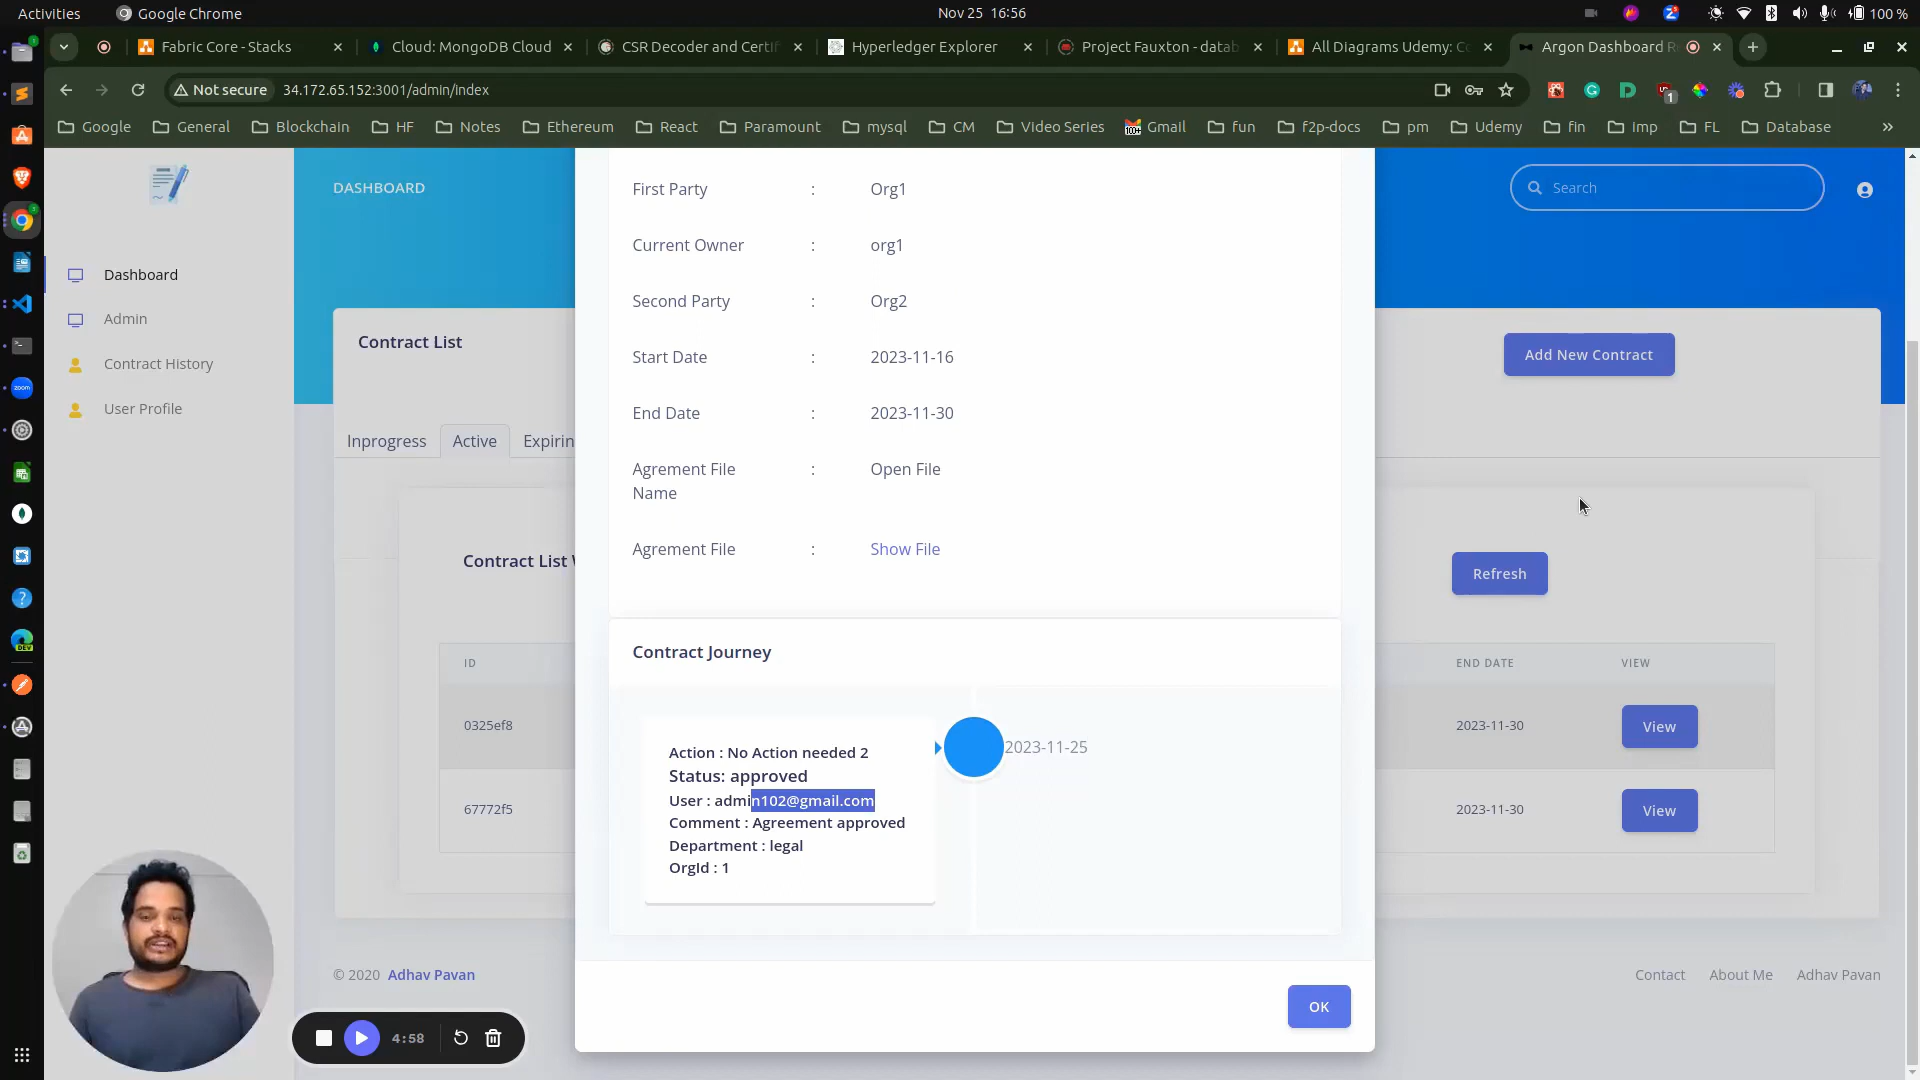 Activities
Google Chrome
Nov 25 16:56
100 %
Fabric Core - Stacks
Cloud: MongoDB Cloud
CSR Decoder and Certif
Hyperledger Explorer
Project Fauxton - datab
All Diagrams Udemy: Co
Argon Dashboard R
Not secure
34.172.65.152:3001/admin/index
1
Google
General
Blockchain
HF
Notes
Ethereum
React
Paramount
mysql
CM
Video Series
Gmail
fun
f2p-docs
pm
Udemy
fin
Imp
FL
Database
DASHBOARD
Search
Dashboard
Admin
Contract History
User Profile
Contract List
Add New Contract
Inprogress
Active
Expirin
Contract List
Refresh
ID
END DATE
VIEW
0325ef8
2023-11-30
View
67772f5
2023-11-30
View
First Party : Org1
Current Owner : org1
Second Party : Org2
Start Date : 2023-11-16
End Date : 2023-11-30
Agrement File : Open File
Name
Agrement File : Show File
Contract Journey
Action : No Action needed 2
Status: approved
User : admin102@gmail.com
Comment : Agreement approved
Department : legal
OrgId : 1
2023-11-25
OK
© 2020 Adhav Pavan
Contact
About Me
Adhav Pavan
4:58
zoom
DEV